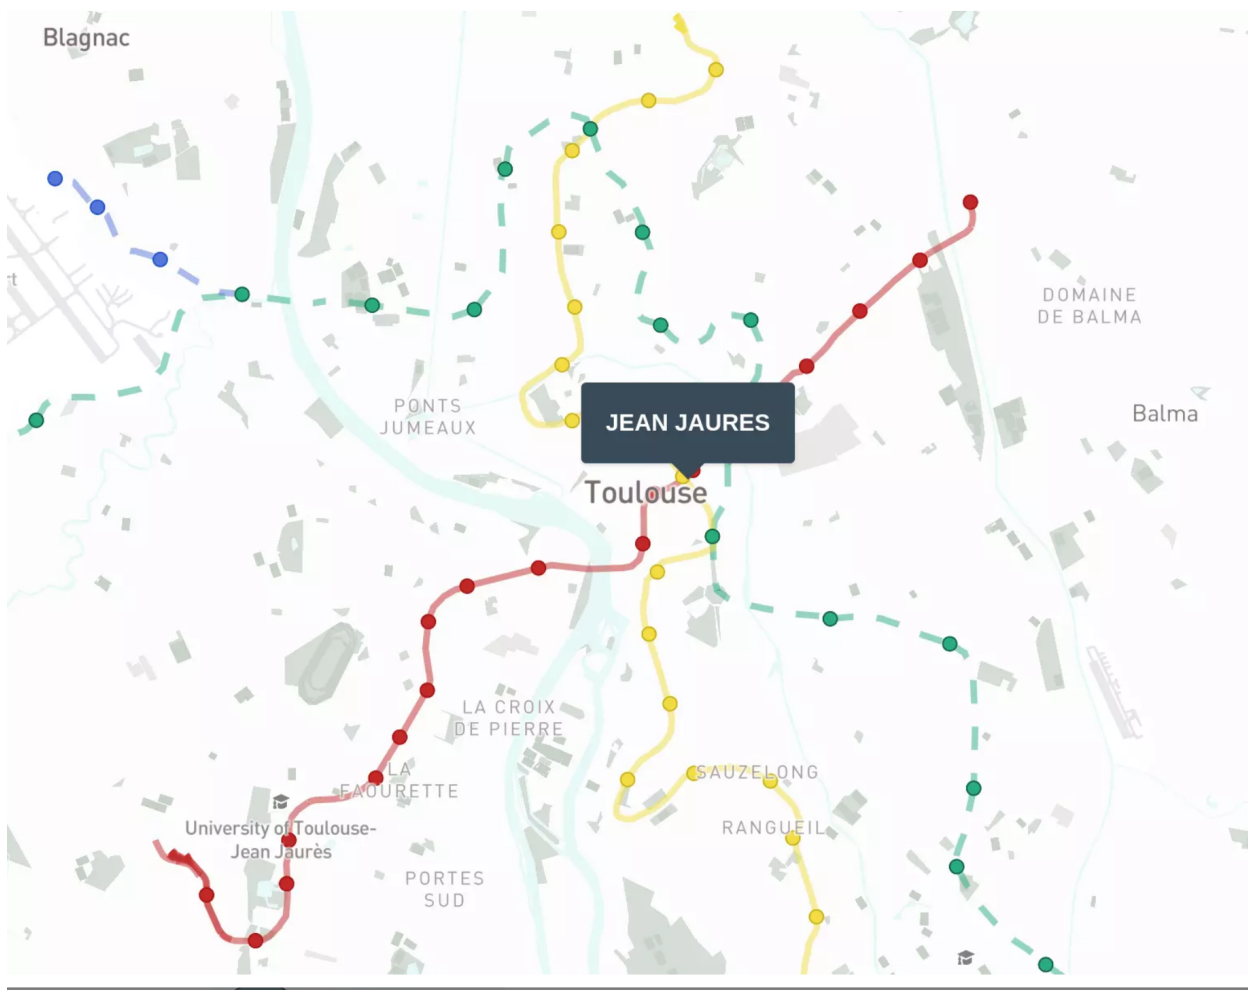 Blagnac
rt
DOMAINE
DE BALMA
PONTS
JUMEAUX
Balma
JEAN JAURES
Toulouse
LA CROIX
DE PIERRE
LA
FAOURETTE
SAUZELONG
University of Toulouse-
Jean Jaurès
RANGUEIL
PORTES
SUD